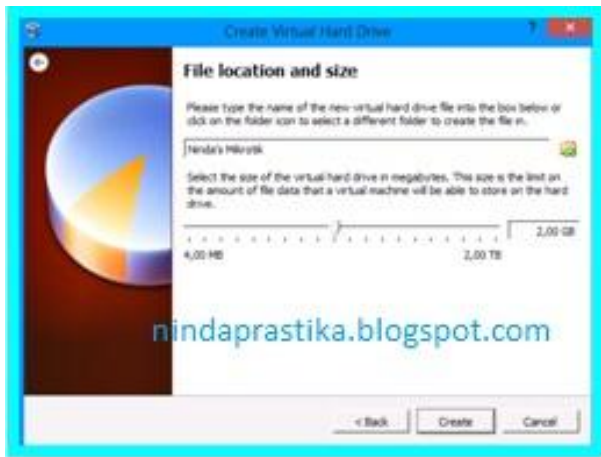 Create Virtual Hard Drive
?
File location and size
Please type the name of the new virtual hard drive file into the box below or
click on the folder icon to select a different folder to create the file in.
Ninda's Mikrotik
Select the size of the virtual hard drive in megabytes. This size is the limit on
the amount of file data that a virtual machine will be able to store on the hard
drive.
2,00 GB
4,00 MB
2,00 TB
nindaprastika.blogspot.com
< Back
Create
Cancel